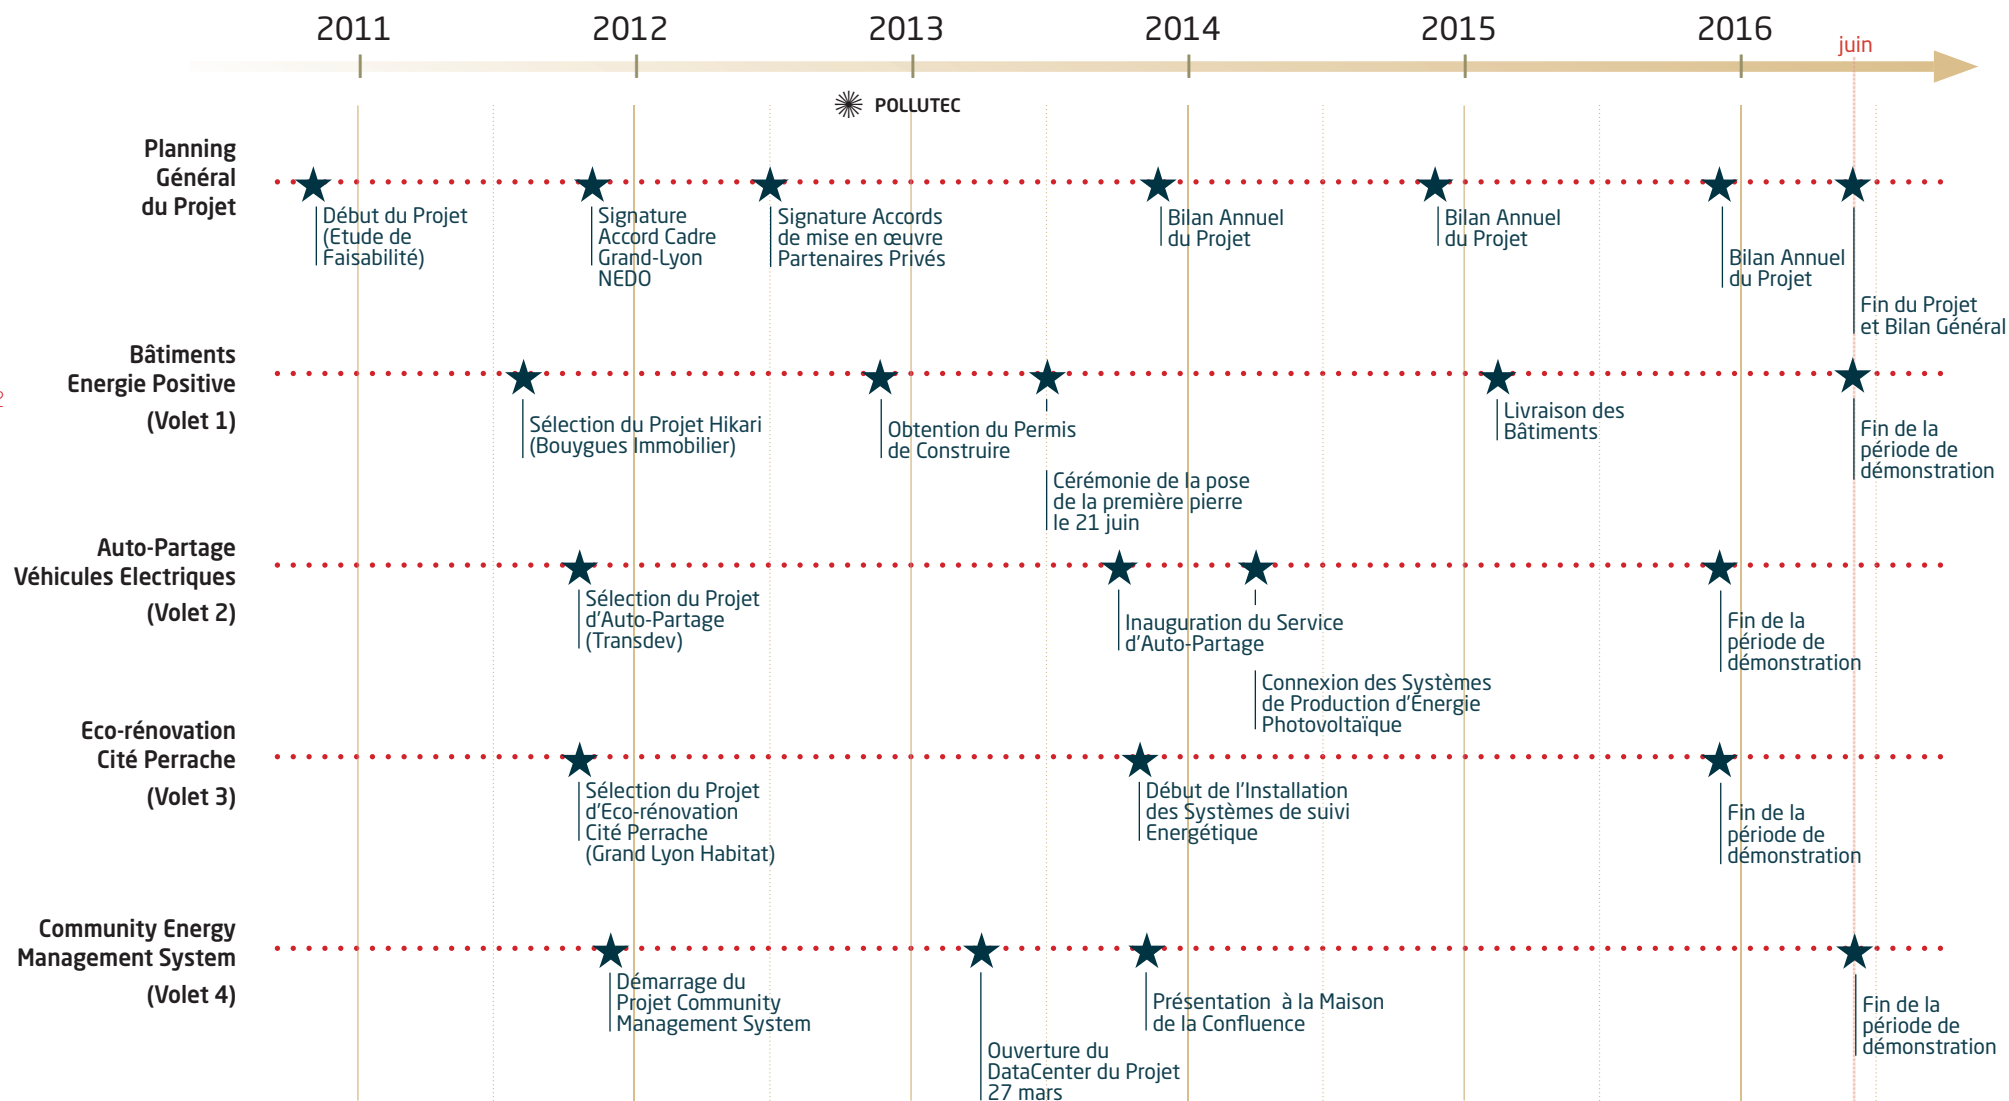 2011
2012
2013
2014
2015
2016
juin
POLLUTEC
Planning
Général
du Projet
Début du Projet
(Etude de
Faisabilité)
Signature
Accord Cadre
Grand-Lyon
NEDO
Signature Accords
de mise en œuvre
Partenaires Privés
Bilan Annuel
du Projet
Bilan Annuel
du Projet
Bilan Annuel
du Projet
Fin du Projet
et Bilan Général
Bâtiments
Energie Positive
(Volet 1)
Sélection du Projet Hikari
(Bouygues Immobilier)
Obtention du Permis
de Construire
Cérémonie de la pose
de la première pierre
le 21 juin
Livraison des
Bâtiments
Fin de la
période de
démonstration
Auto-Partage
Véhicules Electriques
(Volet 2)
Sélection du Projet
d'Auto-Partage
(Transdev)
Inauguration du Service
d'Auto-Partage
Connexion des Systèmes
de Production d'Énergie
Photovoltaïque
Fin de la
période de
démonstration
Eco-rénovation
Cité Perrache
(Volet 3)
Sélection du Projet
d'Eco-rénovation
Cité Perrache
(Grand Lyon Habitat)
Début de l'Installation
des Systèmes de suivi
Energétique
Fin de la
période de
démonstration
Community Energy
Management System
(Volet 4)
Démarrage du
Projet Community
Management System
Ouverture du
DataCenter du Projet
27 mars
Présentation à la Maison
de la Confluence
Fin de la
période de
démonstration